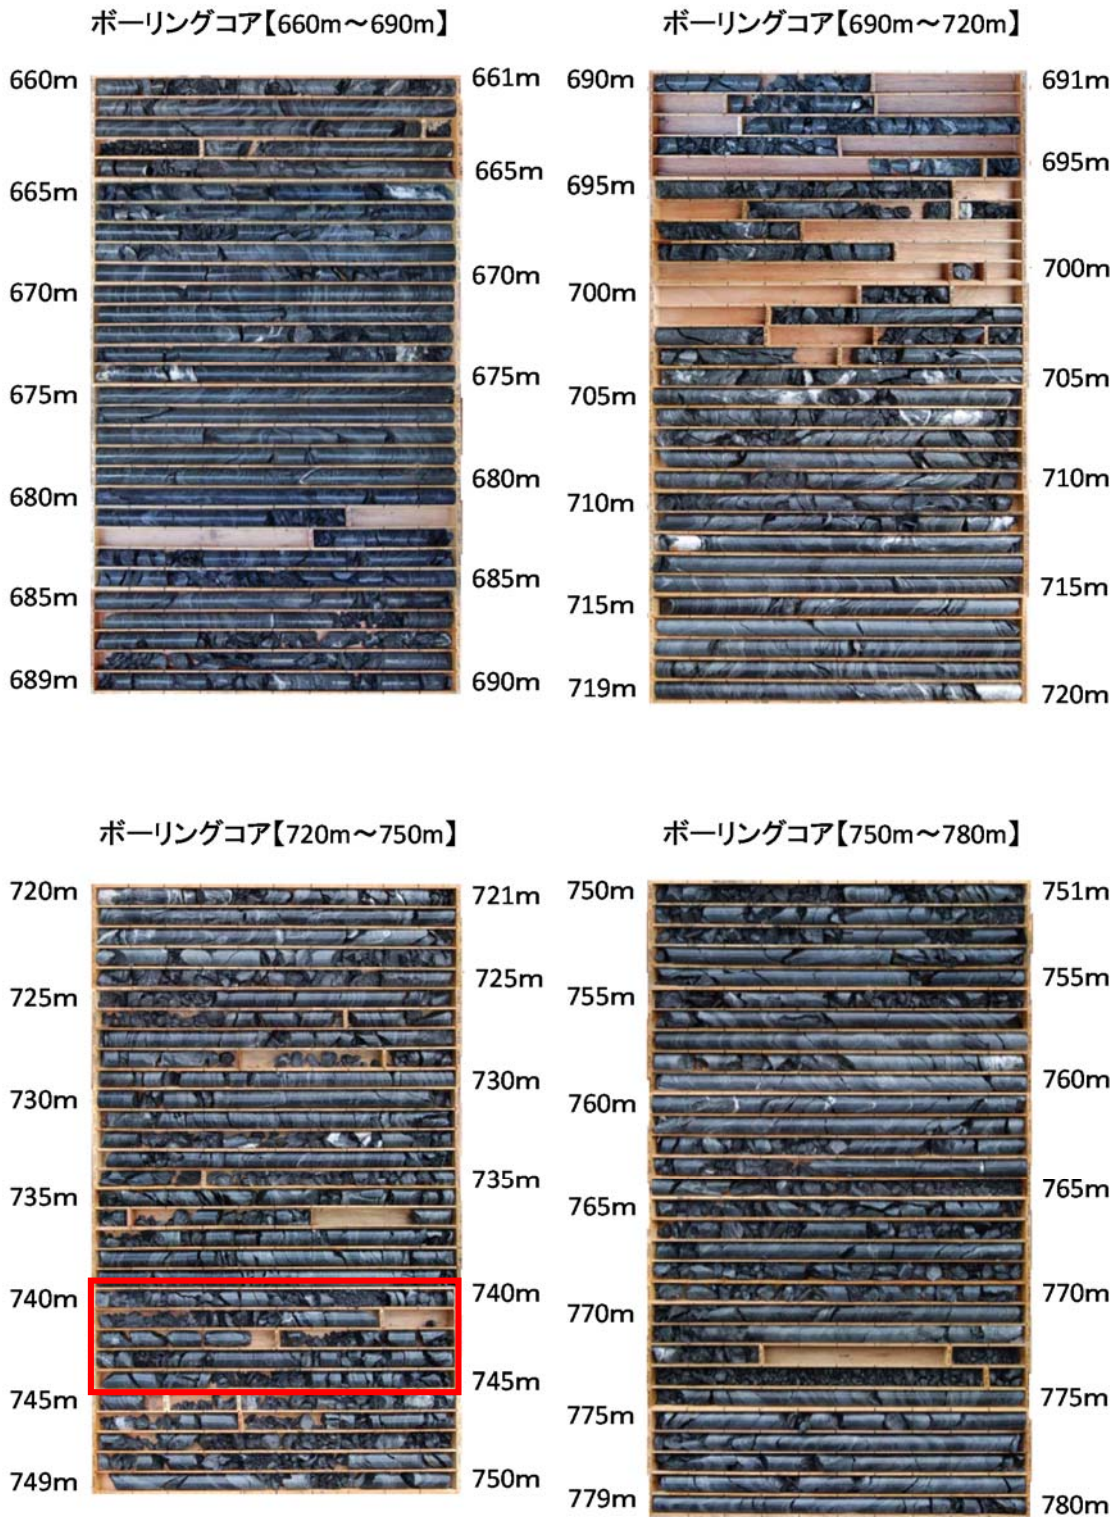 ボーリングコア【660m～690m】
660m
661m
665m
665m
670m
670m
675m
675m
680m
680m
685m
685m
689m
690m
ボーリングコア【690m～720m】
690m
691m
695m
695m
700m
700m
705m
705m
710m
710m
715m
715m
719m
720m
ボーリングコア【720m～750m】
720m
721m
725m
725m
730m
730m
735m
735m
740m
740m
745m
745m
749m
750m
ボーリングコア【750m～780m】
750m
751m
755m
755m
760m
760m
765m
765m
770m
770m
775m
775m
779m
780m